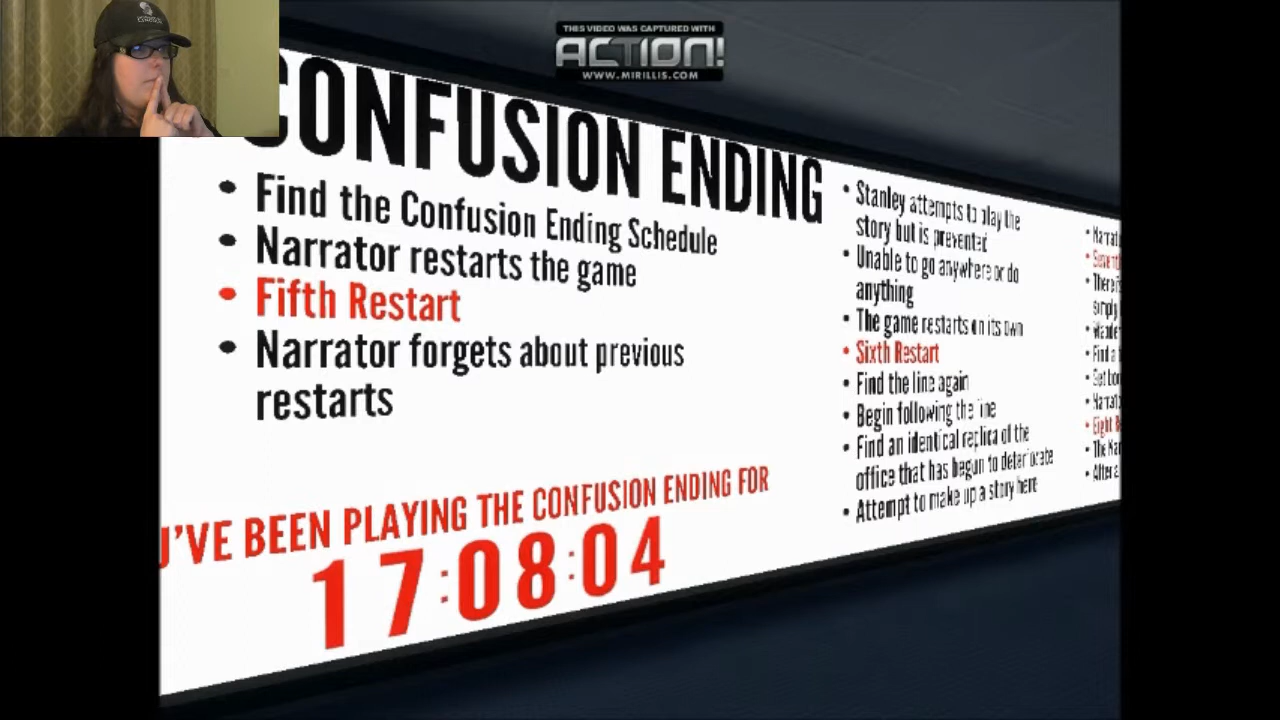 THIS VIDEO WAS CAPTURED WITH
ACTION!
WWW.MIRILLIS.COM
CONFUSION ENDING
• Find the Confusion Ending Schedule
• Narrator restarts the game
• Fifth Restart
• Narrator forgets about previous
restarts
'VE BEEN PLAYING THE CONFUSION ENDING FOR
17:08:04
• Stanley attempts to play the
story but is prevented
• Unable to go anywhere or do
anything
• The game restarts on its own
• Sixth Restart
• Find the line again
• Begin following the line
• Find an identical replica of the
office that has begun to deteriorate
• Attempt to make up a story here
simply
• Find a